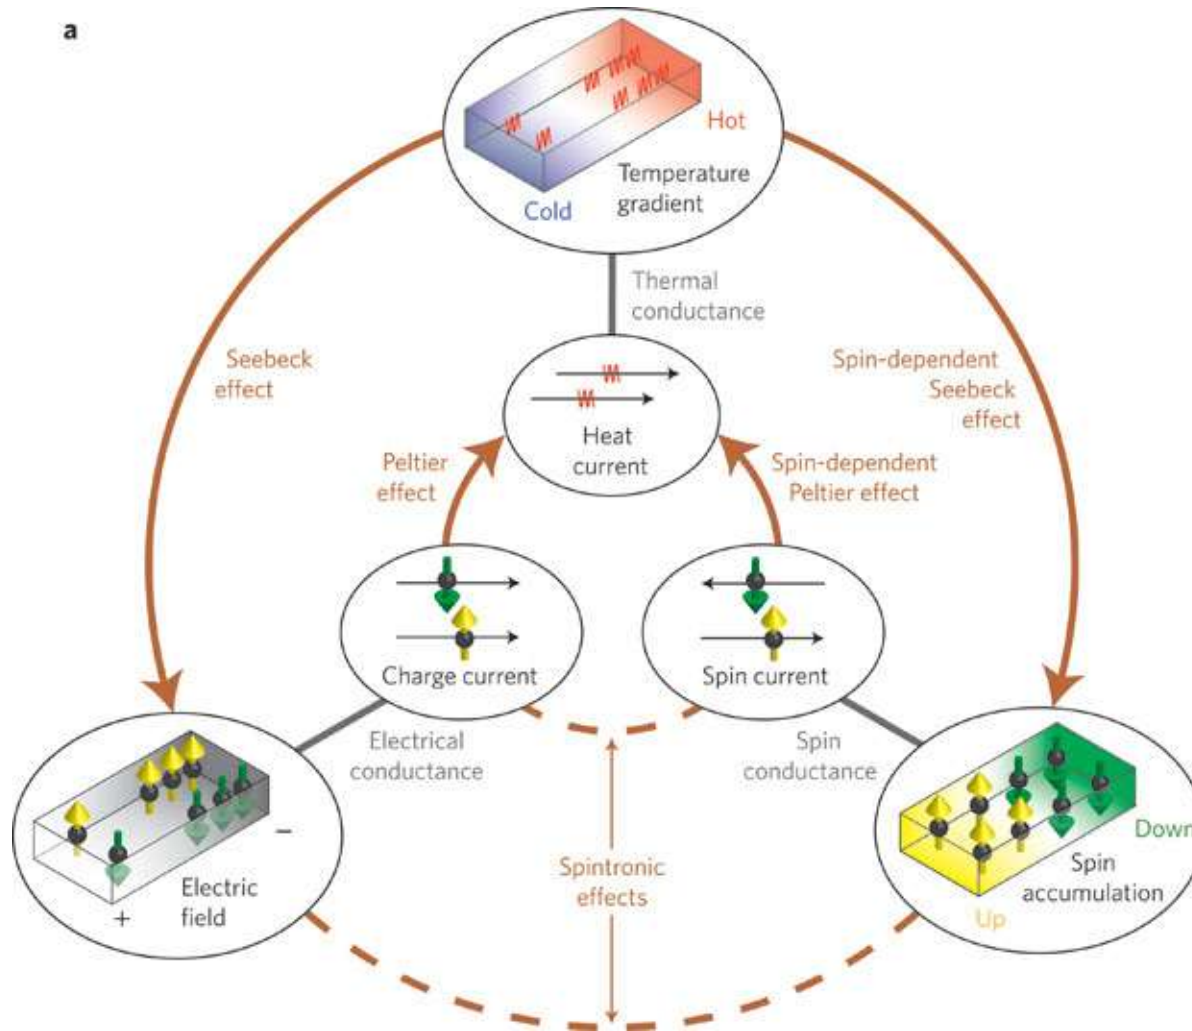 a
Hot
Temperature
gradient
Cold
Thermal
conductance
Seebeck
effect
Spin-dependent
Seebeck
effect
Heat
current
Peltier
effect
Spin-dependent
Peltier effect
Charge current
Spin current
Electrical
conductance
Spin
conductance
−
Electric
field
+
Spintronic
effects
Down
Spin
accumulation
Up